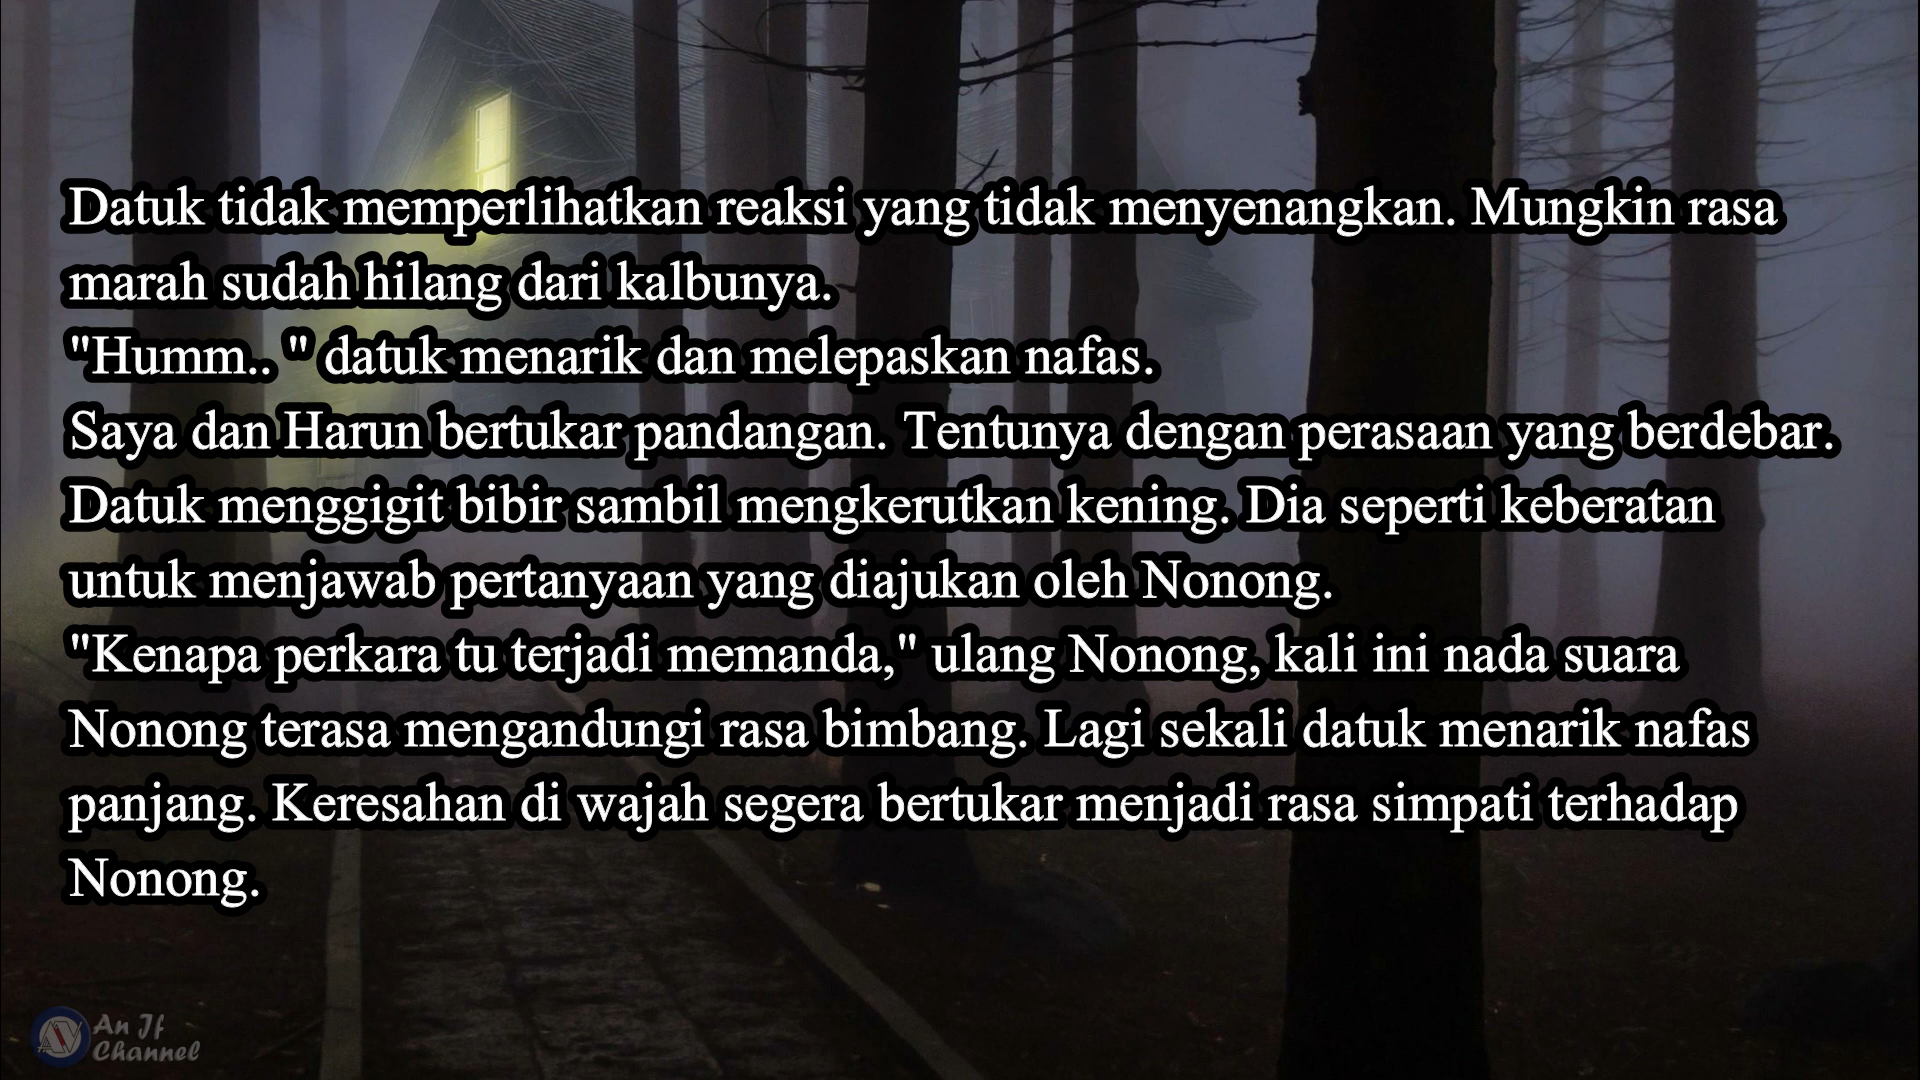 Datuk tidak memperlihatkan reaksi yang tidak menyenangkan. Mungkin rasa
marah sudah hilang dari kalbunya.
"Humm.. " datuk menarik dan melepaskan nafas.
Saya dan Harun bertukar pandangan. Tentunya dengan perasaan yang berdebar.
Datuk menggigit bibir sambil mengkerutkan kening. Dia seperti keberatan
untuk menjawab pertanyaan yang diajukan oleh Nonong.
"Kenapa perkara tu terjadi memanda," ulang Nonong, kali ini nada suara
Nonong terasa mengandungi rasa bimbang. Lagi sekali datuk menarik nafas
panjang. Keresahan di wajah segera bertukar menjadi rasa simpati terhadap
Nonong.
An Jf
Channel